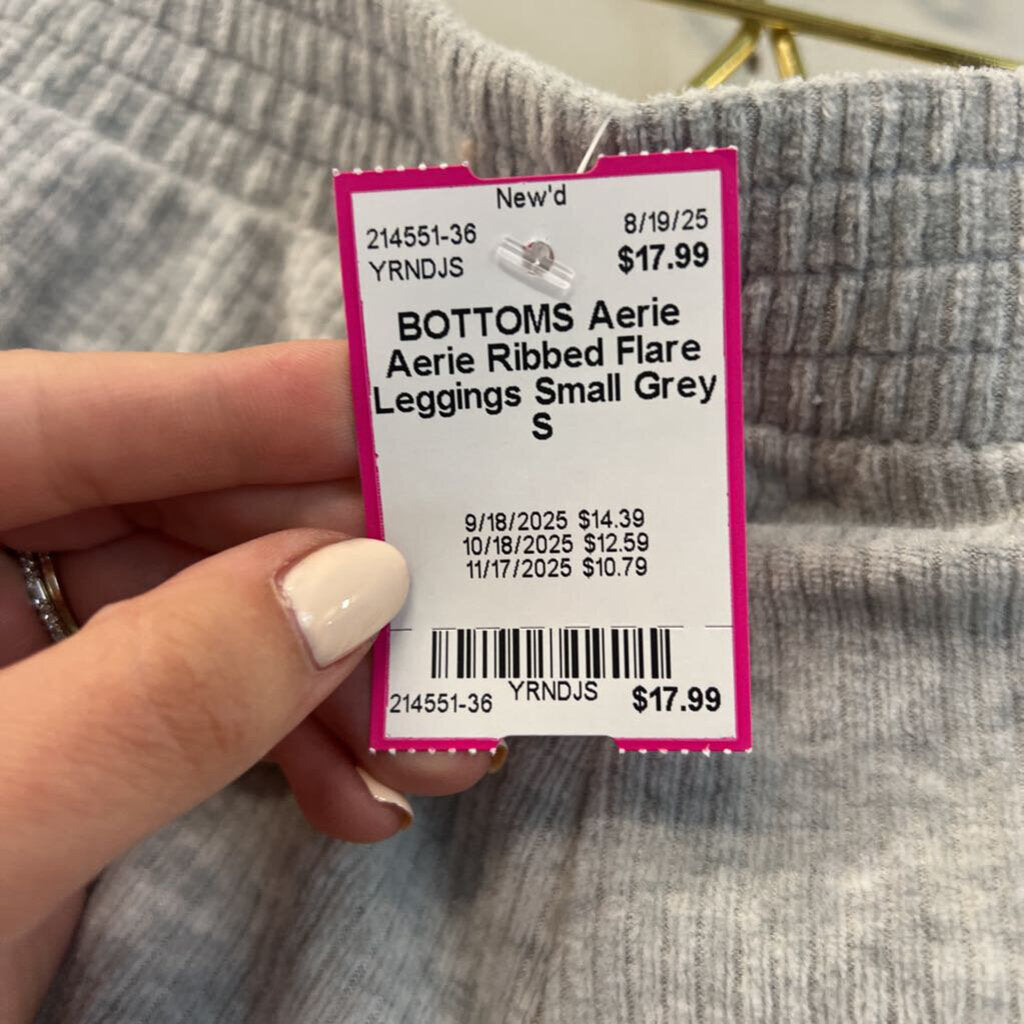 New'd
214551-36 8/19/25
YRNDJS $17.99
BOTTOMS Aerie
Aerie Ribbed Flare
Leggings Small Grey
S
9/18/2025 $14.39
10/18/2025 $12.59
11/17/2025 $10.79
214551-36 YRNDJS $17.99